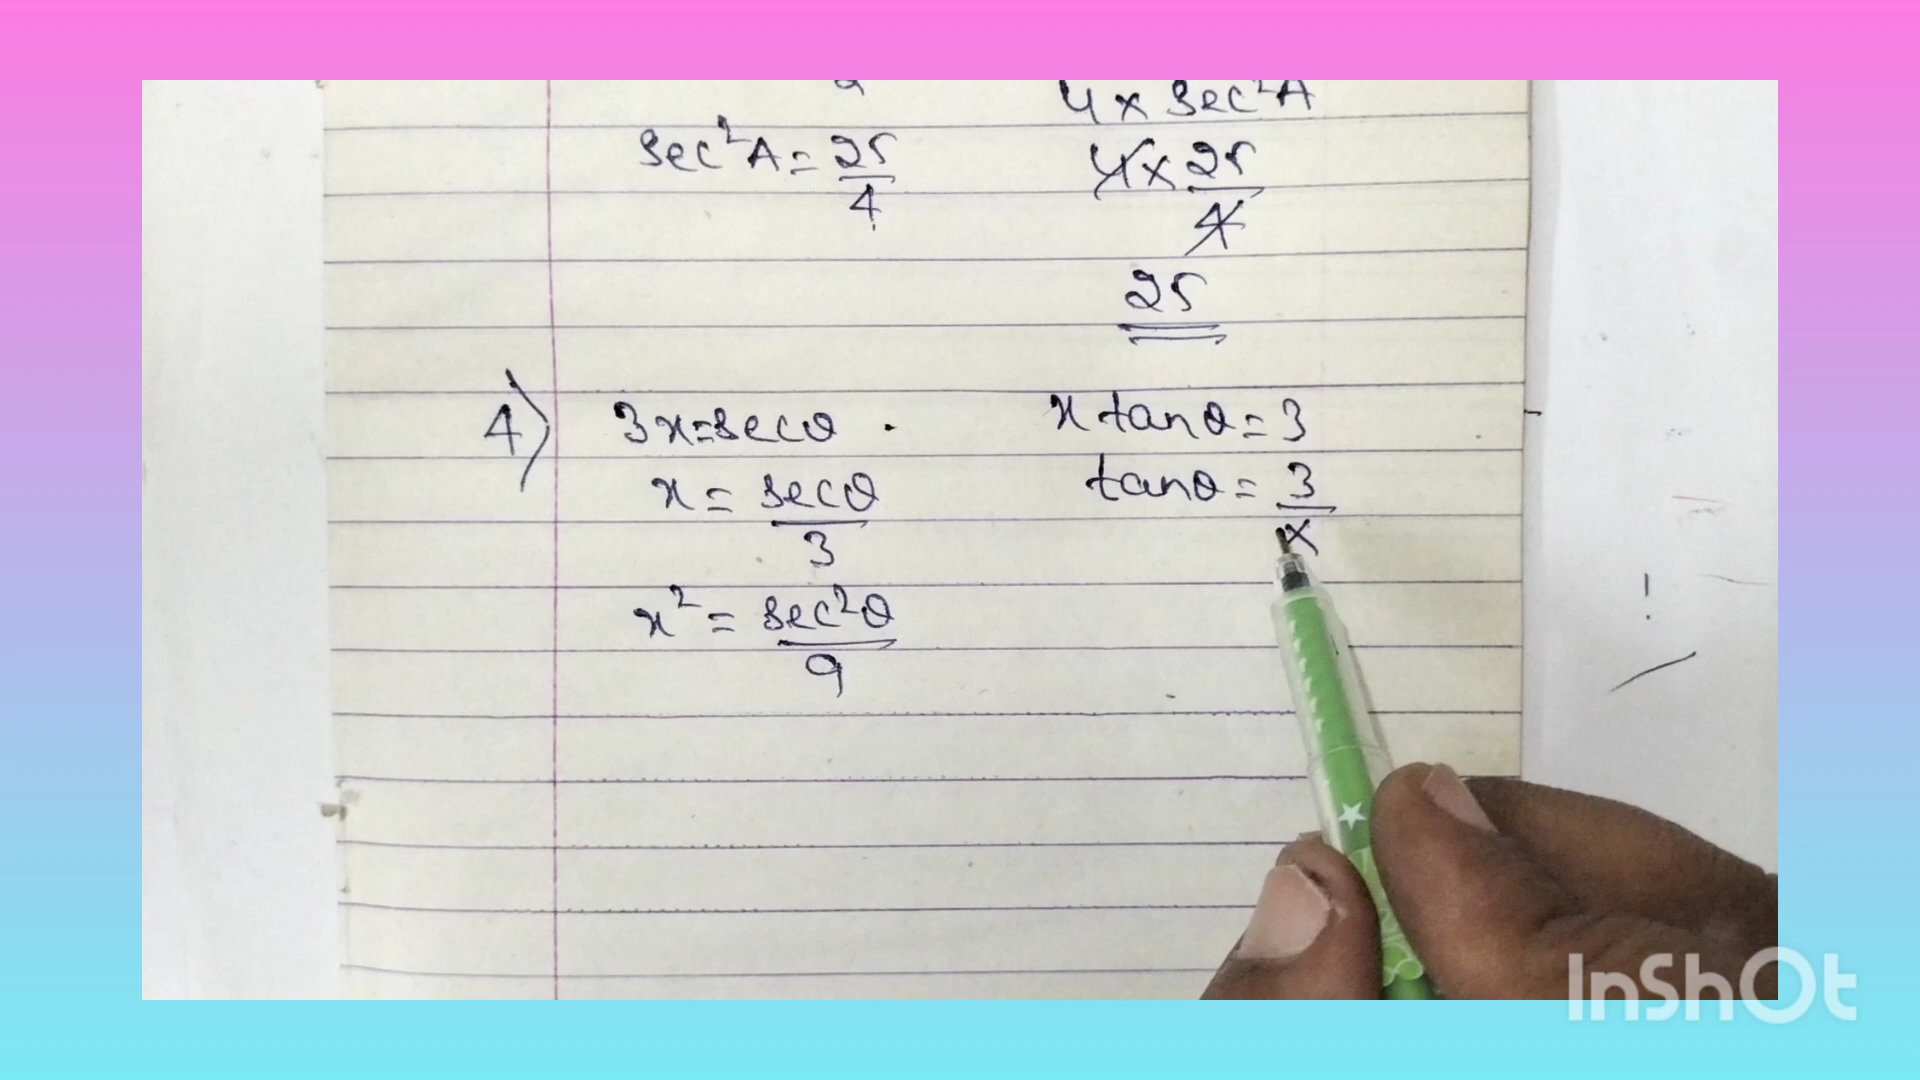 4 x sec²A
sec²A = 25/4
4 x 25/4
25
4) 3x = secθ .
x tanθ = 3
x = secθ/3
tanθ = 3/x
x² = sec²θ/9
InShOt